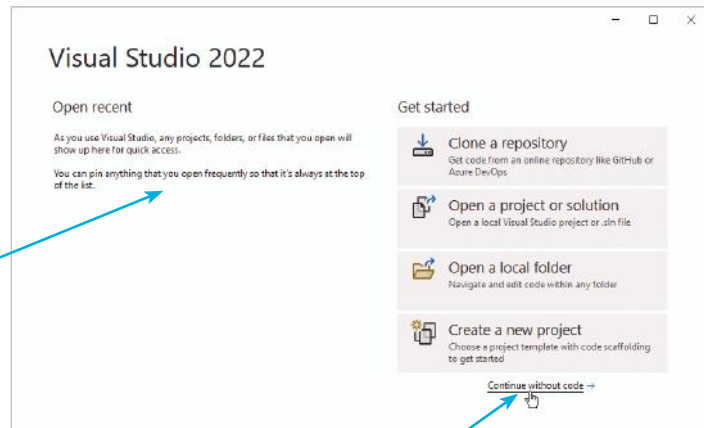 Visual Studio 2022
Open recent
As you use Visual Studio, any projects, folders, or files that you open will
show up here for quick access.
You can pin anything that you open frequently so that it's always at the top
of the list.
Get started
Clone a repository
Get code from an online repository like GitHub or
Azure DevOps
Open a project or solution
Open a local Visual Studio project or .sln file
Open a local folder
Navigate and edit code within any folder
Create a new project
Choose a project template with code scaffolding
to get started
Continue without code →